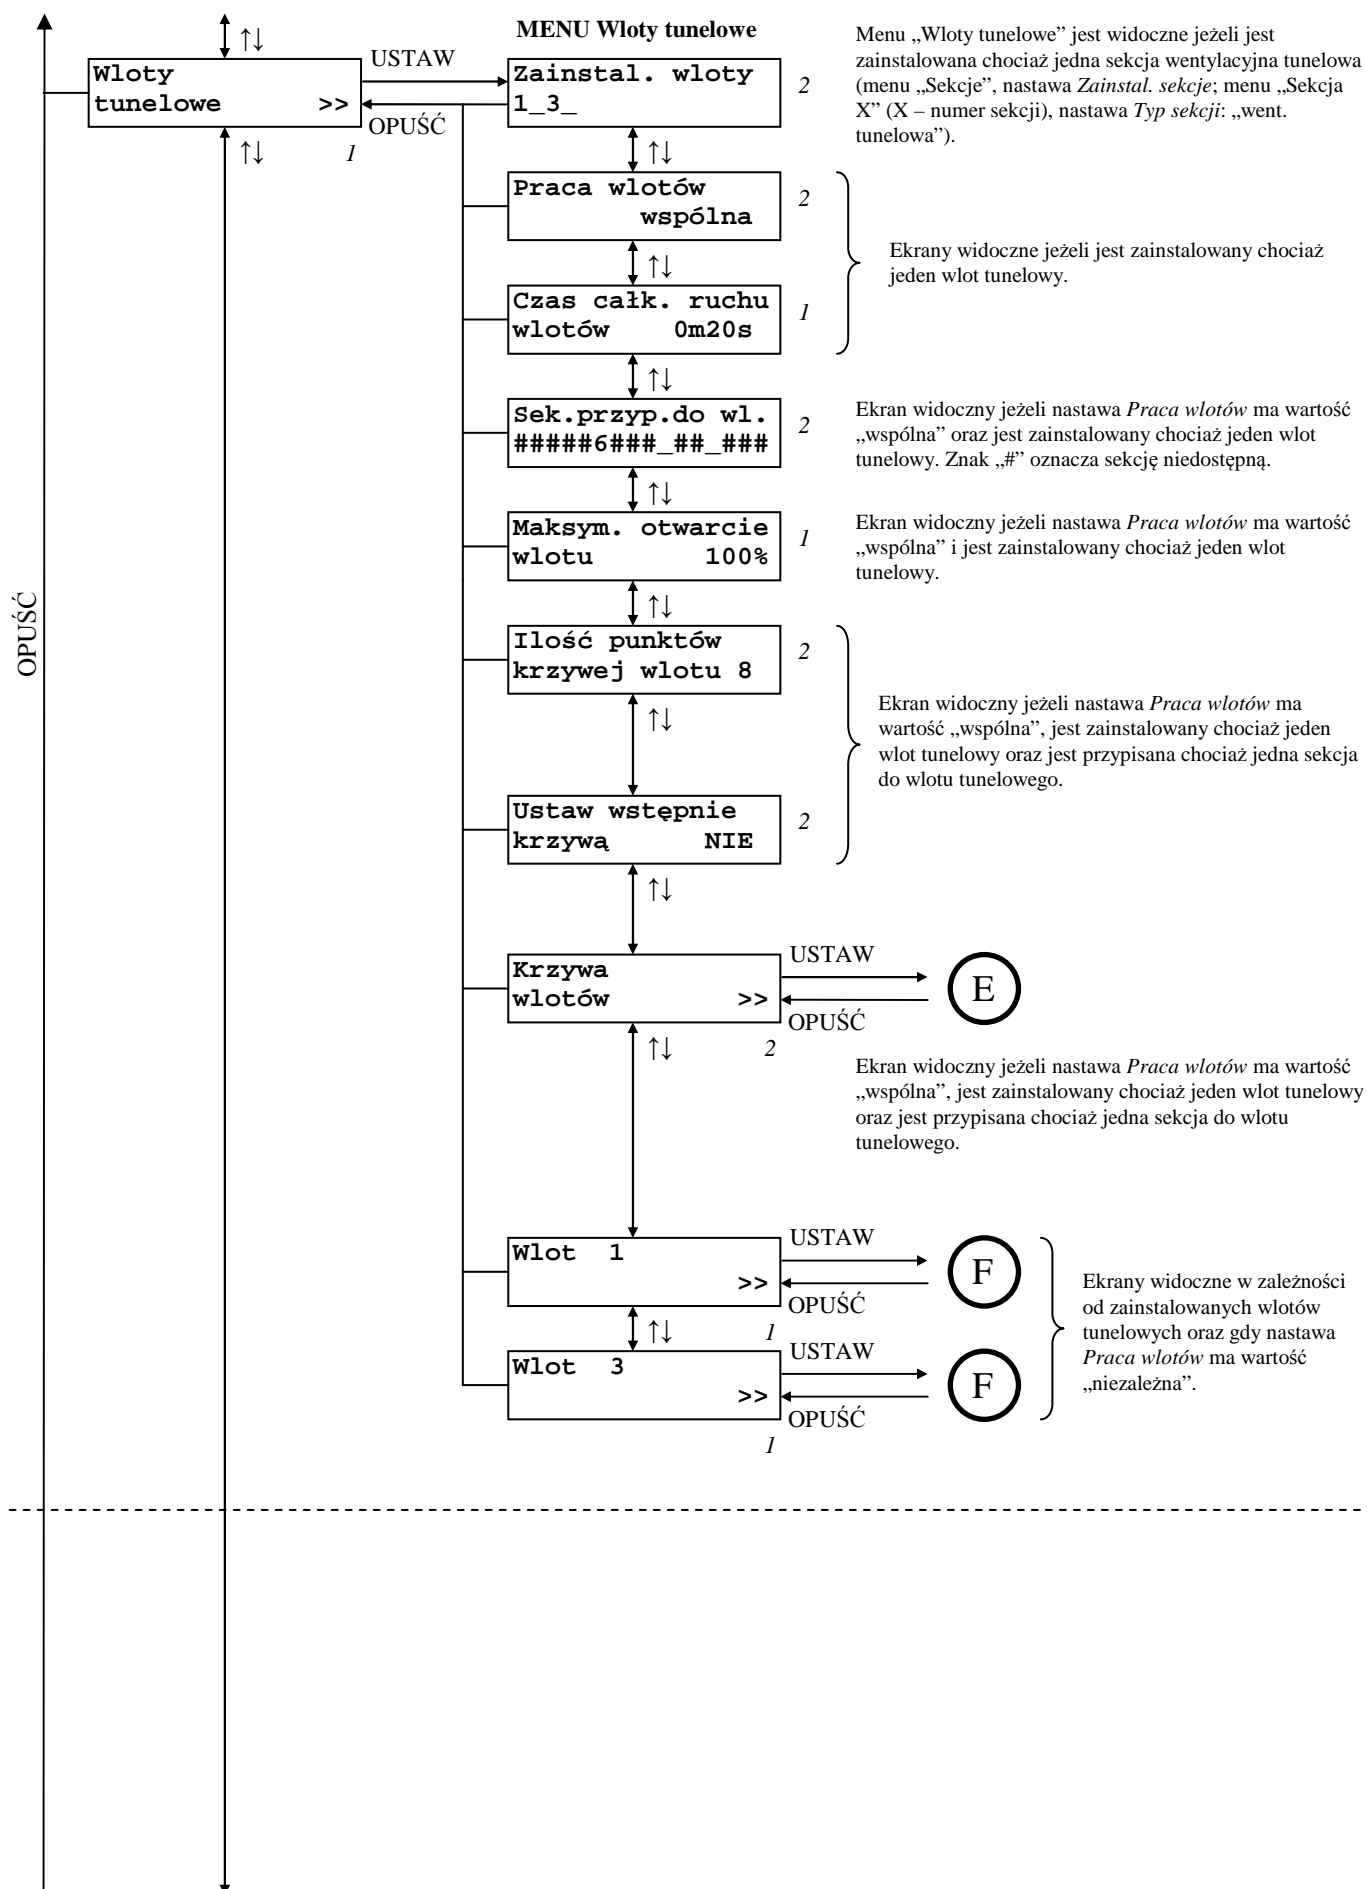 ↑↓
MENU Wloty tunelowe
Wloty
tunelowe >>
1
USTAW
OPUŚĆ
↑↓
Zainstal. wloty
1_3_
2
Menu „Wloty tunelowe” jest widoczne jeżeli jest
zainstalowana chociaż jedna sekcja wentylacyjna tunelowa
(menu „Sekcje”, nastawa Zainstal. sekcje; menu „Sekcja
X” (X – numer sekcji), nastawa Typ sekcji: „went.
tunelowa”).
↑↓
Praca wlotów
wspólna
2
↑↓
Ekrany widoczne jeżeli jest zainstalowany chociaż
jeden wlot tunelowy.
Czas całk. ruchu
wlotów 0m20s
1
↑↓
Sek.przyp.do wl.
#####6###_##_###
2
Ekran widoczny jeżeli nastawa Praca wlotów ma wartość
„wspólna” oraz jest zainstalowany chociaż jeden wlot
tunelowy. Znak „#” oznacza sekcję niedostępną.
↑↓
Maksym. otwarcie
wlotu 100%
1
Ekran widoczny jeżeli nastawa Praca wlotów ma wartość
„wspólna” i jest zainstalowany chociaż jeden wlot
tunelowy.
↑↓
OPUŚĆ
Ilość punktów
krzywej wlotu 8
2
↑↓
Ekran widoczny jeżeli nastawa Praca wlotów ma
wartość „wspólna”, jest zainstalowany chociaż jeden
wlot tunelowy oraz jest przypisana chociaż jedna sekcja
do wlotu tunelowego.
Ustaw wstępnie
krzywą NIE
2
↑↓
Krzywa
wlotów >>
2
USTAW
OPUŚĆ
E
↑↓
Ekran widoczny jeżeli nastawa Praca wlotów ma wartość
„wspólna”, jest zainstalowany chociaż jeden wlot tunelowy
oraz jest przypisana chociaż jedna sekcja do wlotu
tunelowego.
Wlot 1
>>
1
USTAW
OPUŚĆ
F
↑↓
Wlot 3
>>
1
USTAW
OPUŚĆ
F
Ekrany widoczne w zależności
od zainstalowanych wlotów
tunelowych oraz gdy nastawa
Praca wlotów ma wartość
„niezależna”.